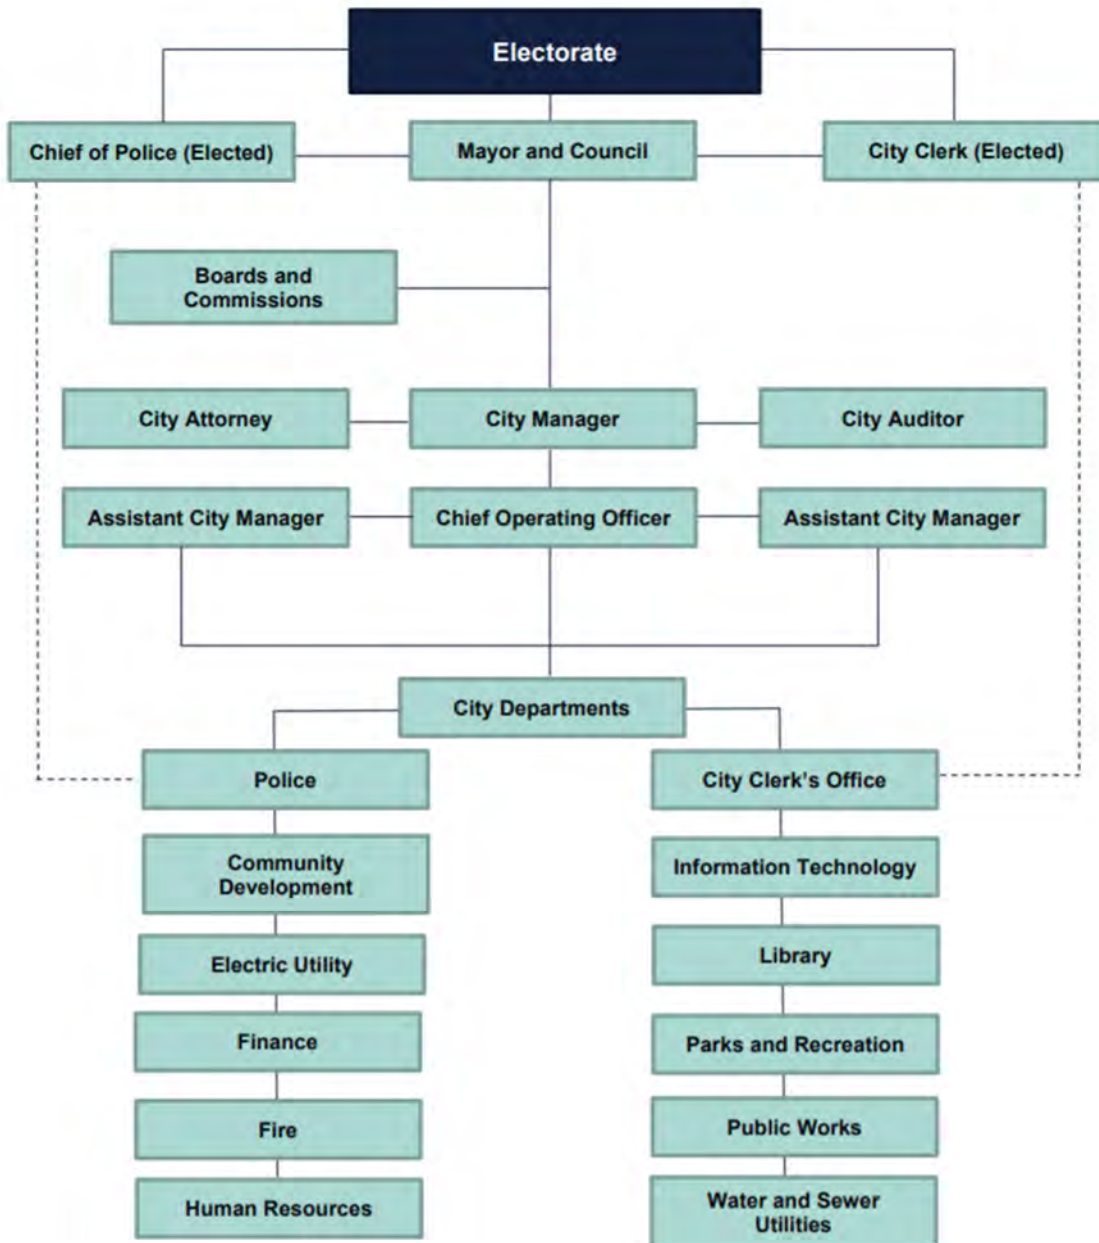 Electorate
Chief of Police (Elected)
Mayor and Council
City Clerk (Elected)
Boards and
Commissions
City Attorney
City Manager
City Auditor
Assistant City Manager
Chief Operating Officer
Assistant City Manager
City Departments
Police
City Clerk's Office
Community
Development
Information Technology
Electric Utility
Library
Finance
Parks and Recreation
Fire
Public Works
Human Resources
Water and Sewer
Utilities